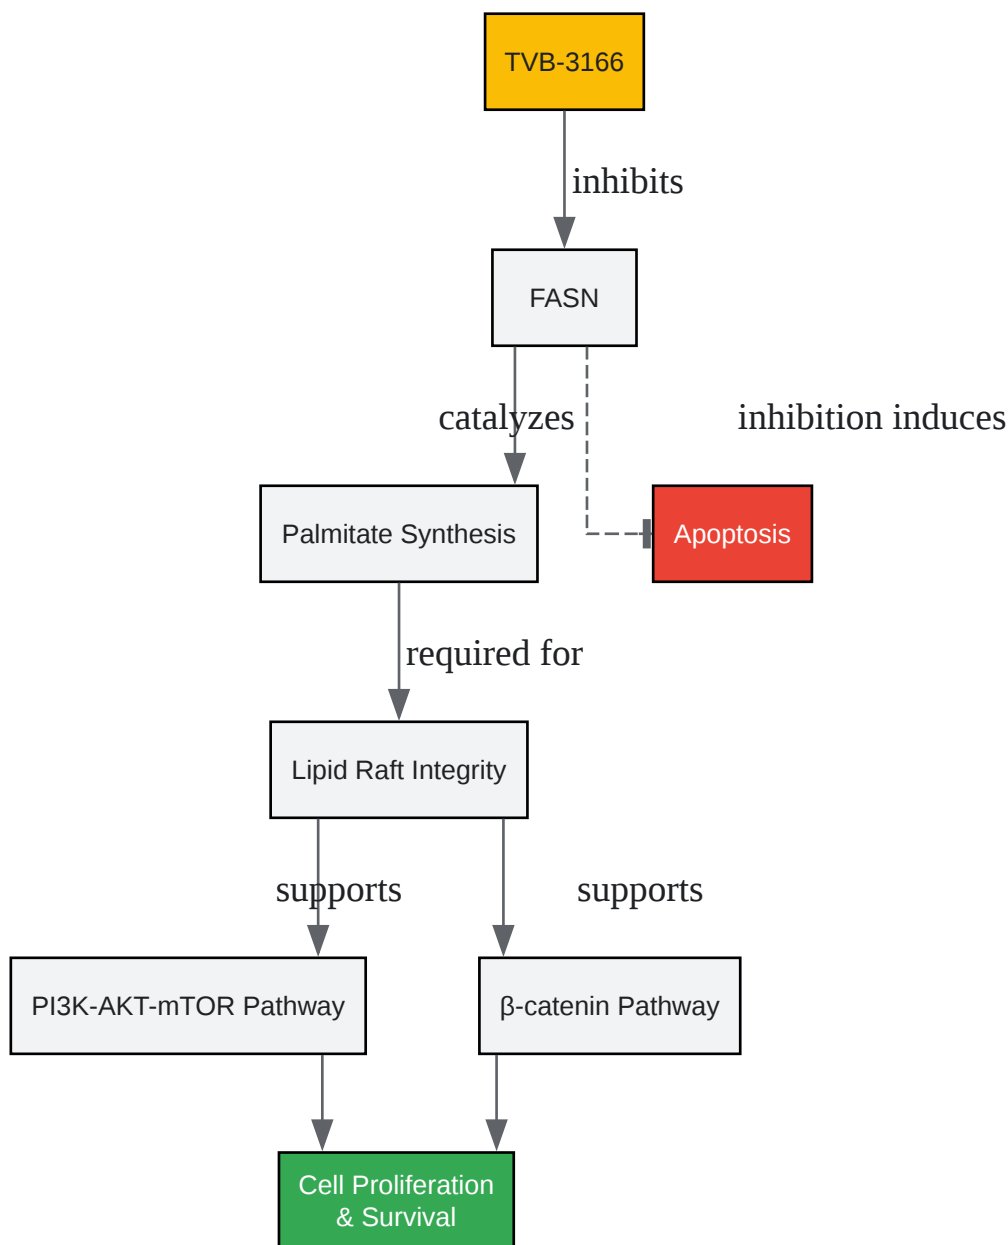 TVB-3166
inhibits
FASN
catalyzes
inhibition induces
Palmitate Synthesis
Apoptosis
required for
Lipid Raft Integrity
supports
supports
PI3K-AKT-mTOR Pathway
β-catenin Pathway
Cell Proliferation
& Survival